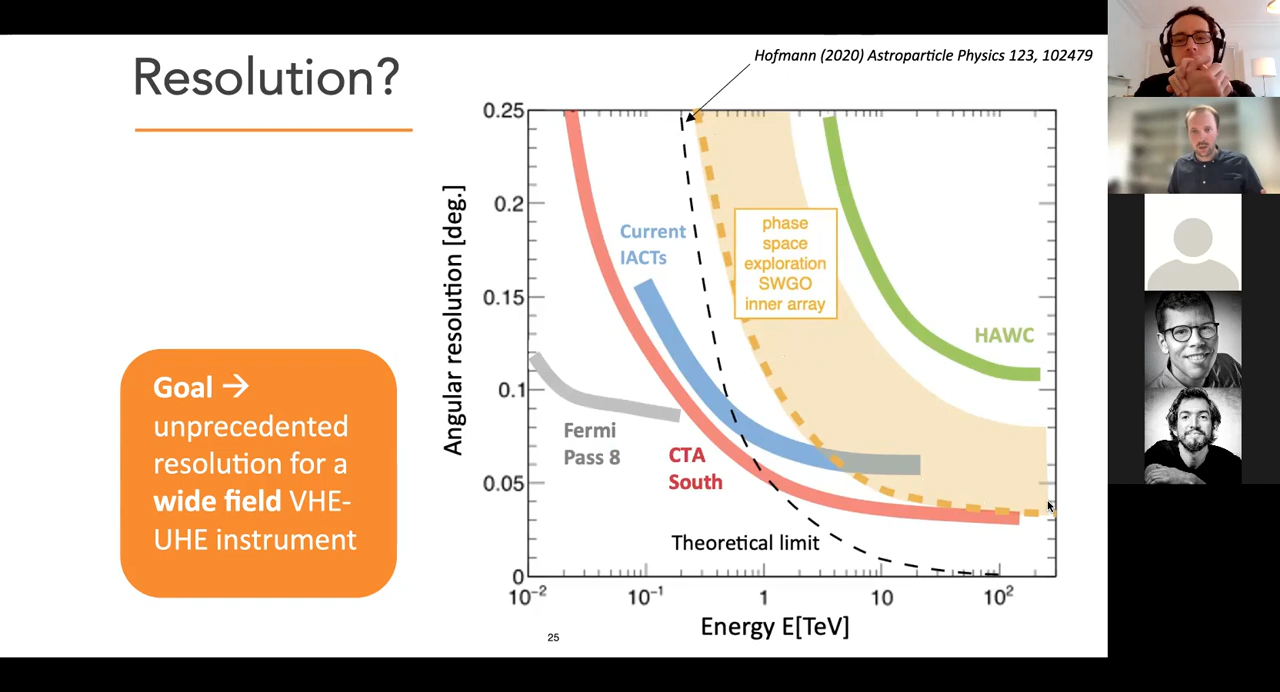 Resolution?
Hofmann (2020) Astroparticle Physics 123, 102479
Goal →
unprecedented
resolution for a
wide field VHE-
UHE instrument
Angular resolution [deg.]
0.25
0.2
0.15
0.1
0.05
0
Current
IACTs
phase
space
exploration
SWGO
inner array
HAWC
Fermi
Pass 8
CTA
South
Theoretical limit
10⁻² 10⁻¹ 1 10 10²
Energy E[TeV]
25